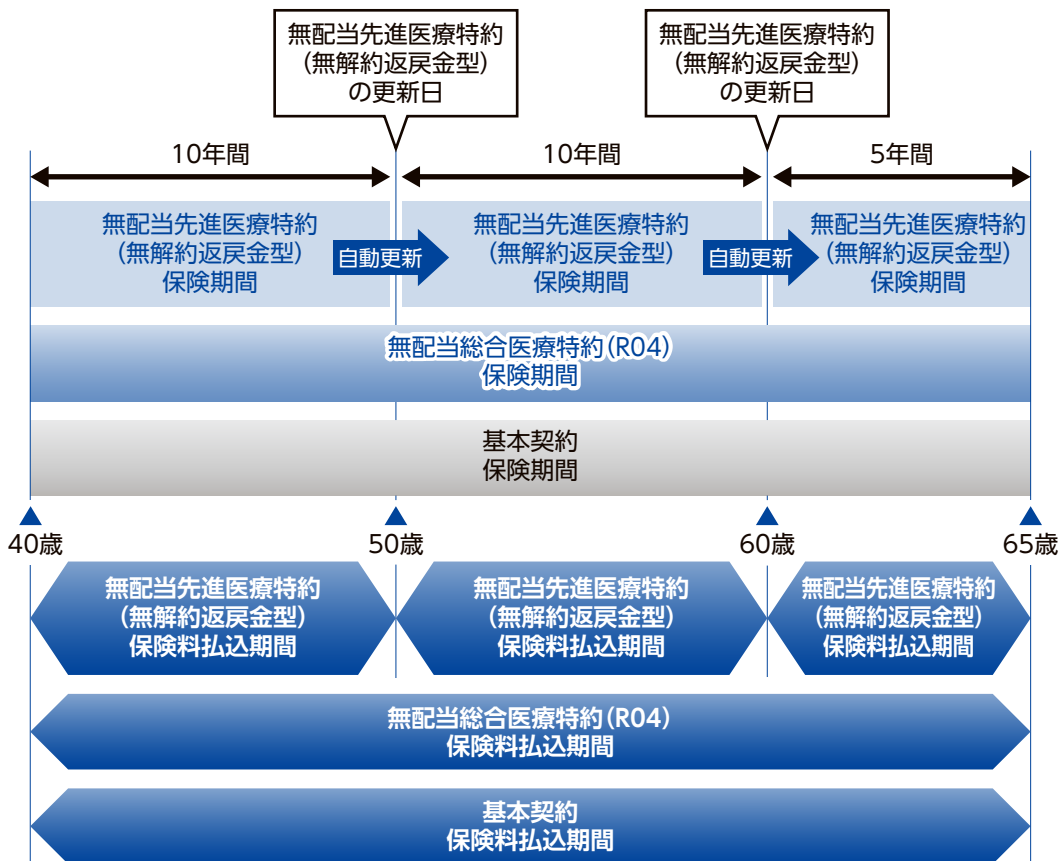 無配当先進医療特約
(無解約返戻金型)
の更新日
無配当先進医療特約
(無解約返戻金型)
の更新日
10年間
10年間
5年間
無配当先進医療特約
(無解約返戻金型)
保険期間
自動更新
無配当先進医療特約
(無解約返戻金型)
保険期間
自動更新
無配当先進医療特約
(無解約返戻金型)
保険期間
無配当総合医療特約(R04)
保険期間
基本契約
保険期間
40歳
50歳
60歳
65歳
無配当先進医療特約
(無解約返戻金型)
保険料払込期間
無配当先進医療特約
(無解約返戻金型)
保険料払込期間
無配当先進医療特約
(無解約返戻金型)
保険料払込期間
無配当総合医療特約(R04)
保険料払込期間
基本契約
保険料払込期間